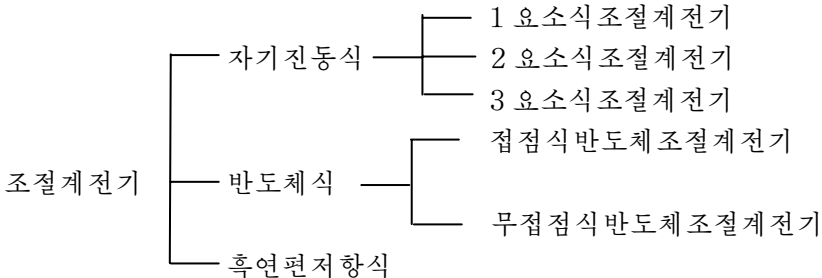 1 요소식조절계전기
자기진동식
2 요소식조절계전기
3 요소식조절계전기
접점식반도체조절계전기
조절계전기
반도체식
무접점식반도체조절계전기
흑연편저항식